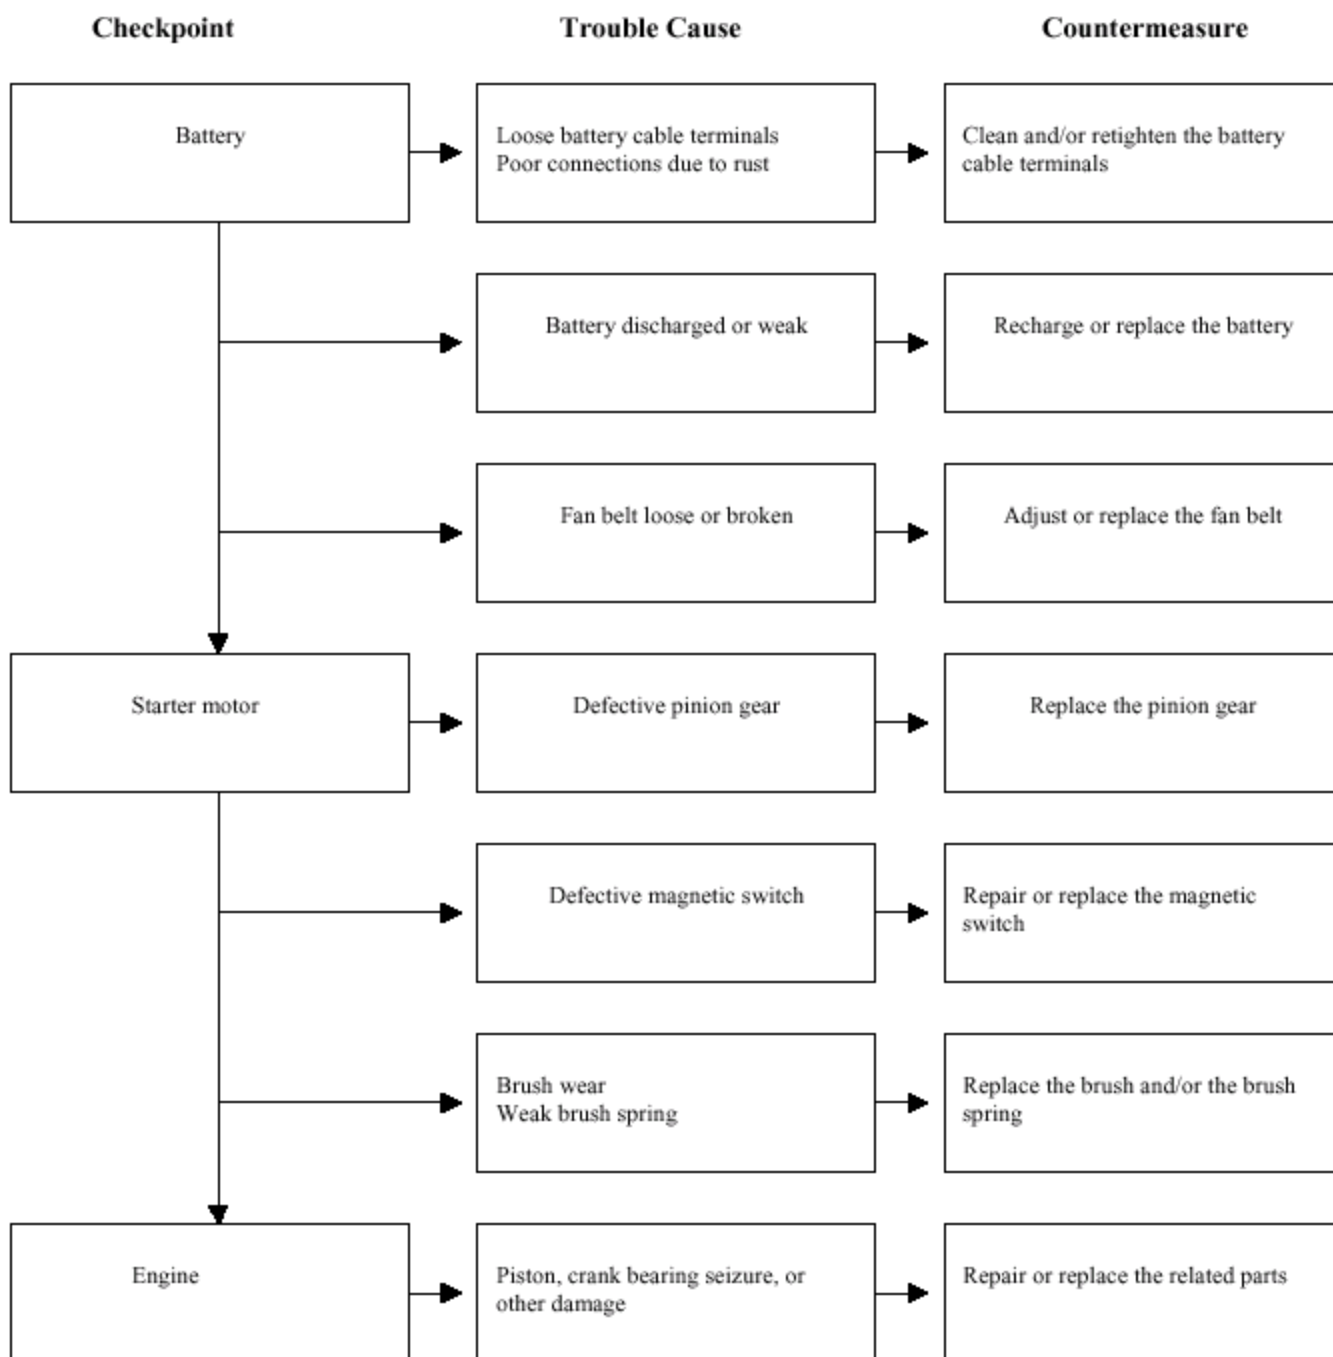 Checkpoint
Trouble Cause
Countermeasure
Battery
Loose battery cable terminals
Poor connections due to rust
Clean and/or retighten the battery
cable terminals
Battery discharged or weak
Recharge or replace the battery
Fan belt loose or broken
Adjust or replace the fan belt
Starter motor
Defective pinion gear
Replace the pinion gear
Defective magnetic switch
Repair or replace the magnetic
switch
Brush wear
Weak brush spring
Replace the brush and/or the brush
spring
Engine
Piston, crank bearing seizure, or
other damage
Repair or replace the related parts